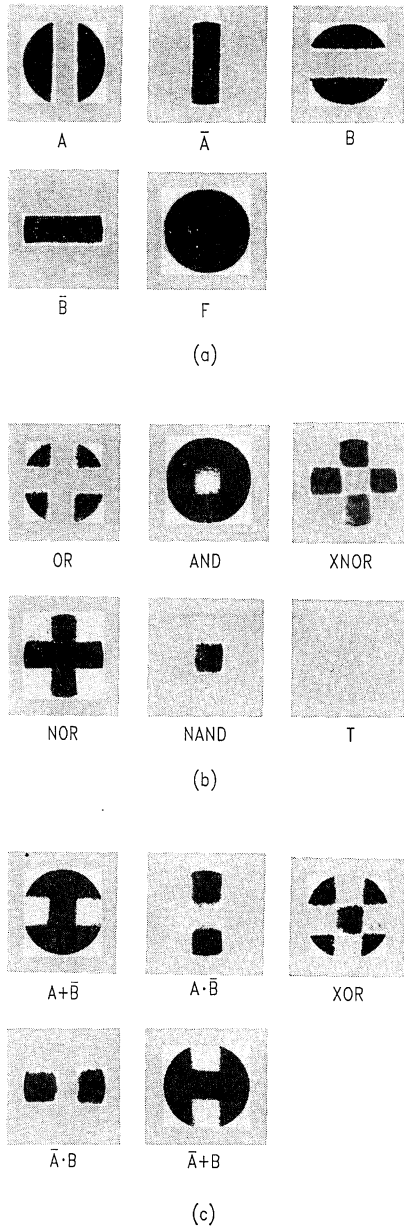 A Ā B
B̄ F
(a)
OR AND XNOR
NOR NAND T
(b)
A+B̄ A·B̄ XOR
Ā·B Ā+B
(c)